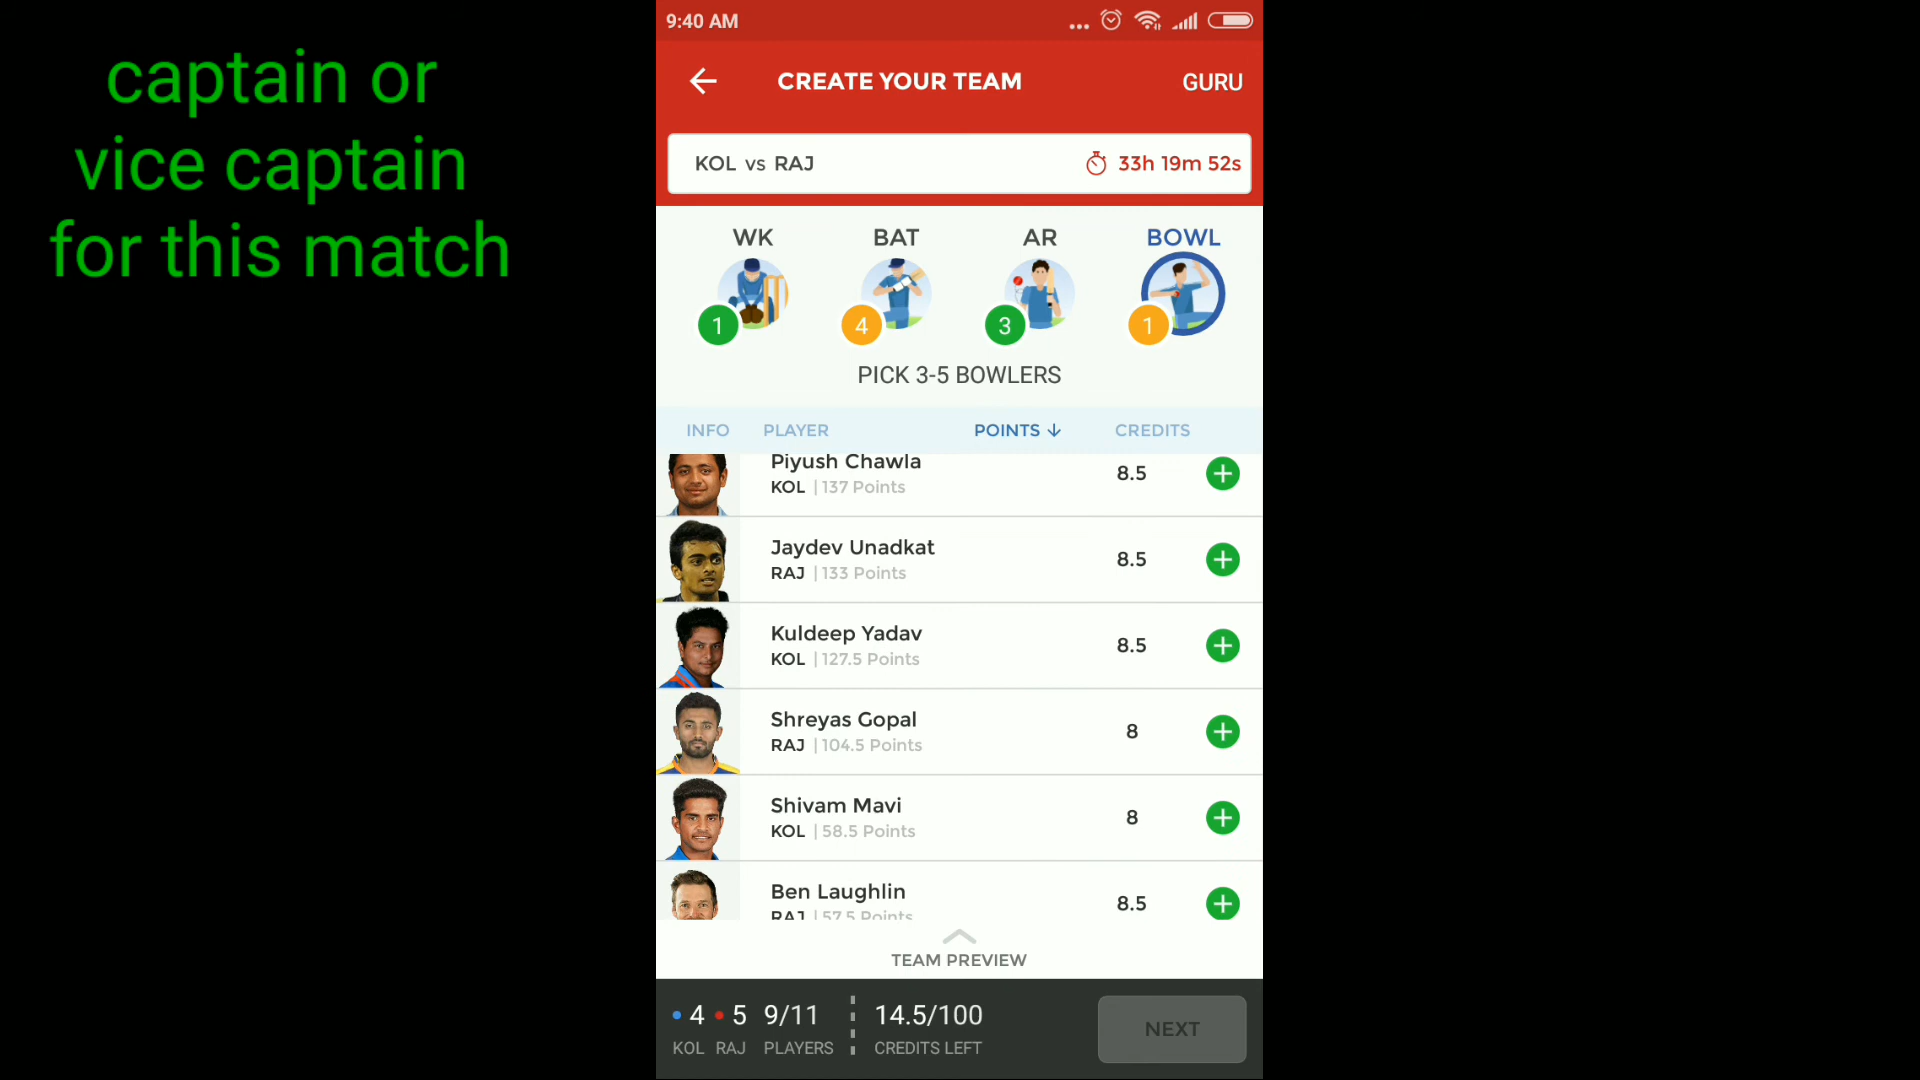 captain or
vice captain
for this match
9:40 AM
CREATE YOUR TEAM
GURU
KOL vs RAJ
33h 19m 52s
WK BAT AR BOWL
1 4 3 1
PICK 3-5 BOWLERS
INFO PLAYER POINTS CREDITS
Piyush Chawla
KOL | 137 Points
8.5
Jaydev Unadkat
RAJ | 133 Points
8.5
Kuldeep Yadav
KOL | 127.5 Points
8.5
Shreyas Gopal
RAJ | 104.5 Points
8
Shivam Mavi
KOL | 58.5 Points
8
Ben Laughlin
RAJ | 57.5 Points
8.5
TEAM PREVIEW
4 5 9/11 14.5/100
KOL RAJ PLAYERS CREDITS LEFT
NEXT